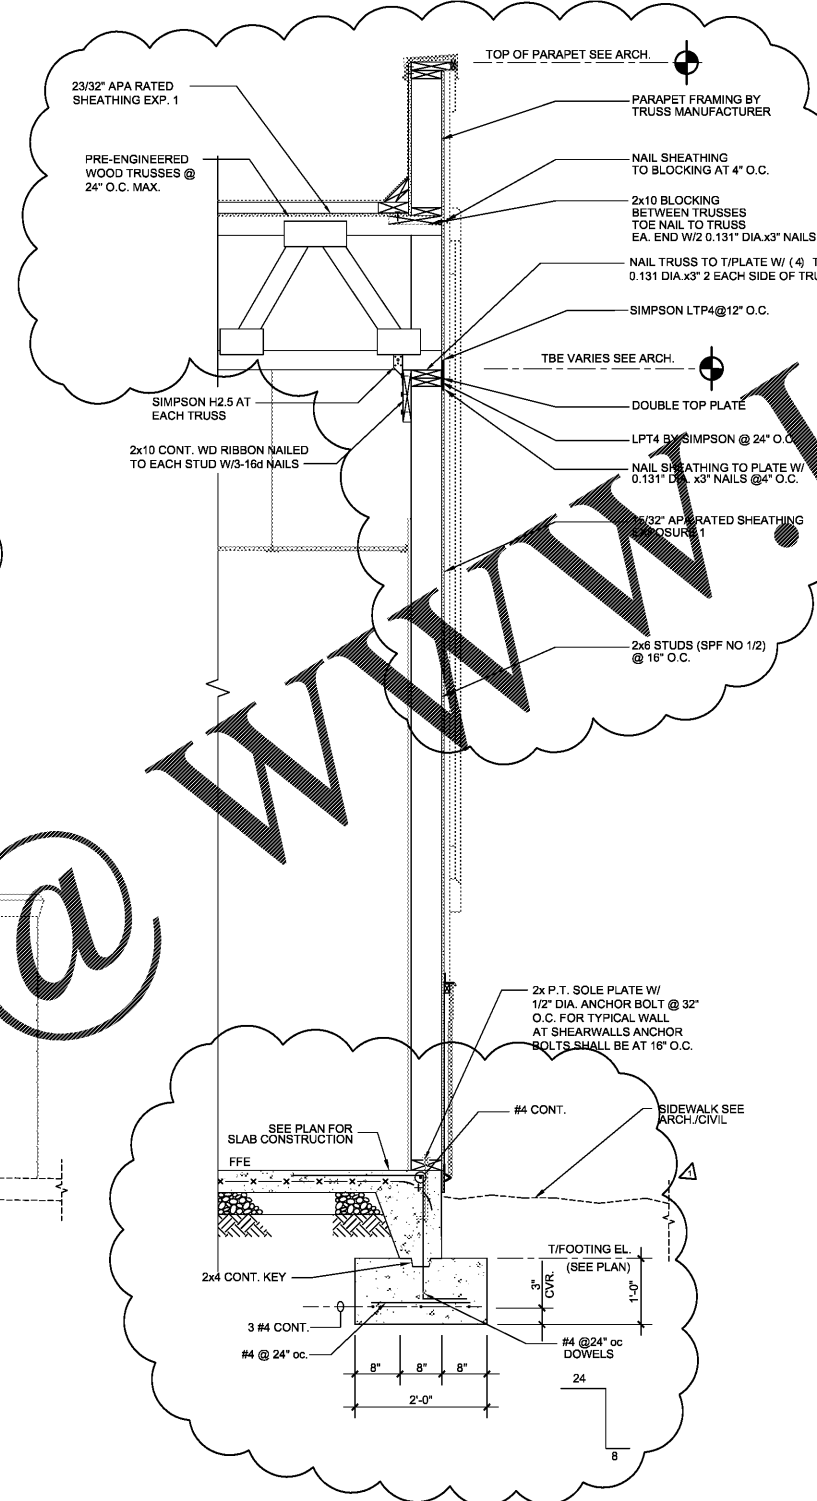 TOP OF PARAPET SEE ARCH.
23/32" APA RATED
SHEATHING EXP. 1
PARAPET FRAMING BY
TRUSS MANUFACTURER
PRE-ENGINEERED
WOOD TRUSSES @
24" O.C. MAX.
NAIL SHEATHING
TO BLOCKING AT 4" O.C.
2x10 BLOCKING
BETWEEN TRUSSES
TOE NAIL TO TRUSS
EA. END W/2 0.131" DIA.x3" NAILS
NAIL TRUSS TO T/PLATE W/ ( 4)
0.131 DIA.x3" 2 EACH SIDE OF
SIMPSON LTP4@12" O.C.
TBE VARIES SEE ARCH.
SIMPSON H2.5 AT
EACH TRUSS
DOUBLE TOP PLATE
2x10 CONT. WD RIBBON NAILED
TO EACH STUD W/3-16d NAILS
LPT4 BY SIMPSON @ 24" O.C.
NAIL SHEATHING TO PLATE W/
0.131" DIA. x3" NAILS @4" O.C.
15/32" APA RATED SHEATHING
EXPOSURE 1
2x6 STUDS (SPF NO 1/2)
@ 16" O.C.
@ WWW.
2x P.T. SOLE PLATE W/
1/2" DIA. ANCHOR BOLT @ 32"
O.C. FOR TYPICAL WALL
AT SHEARWALLS ANCHOR
BOLTS SHALL BE AT 16" O.C.
#4 CONT.
SIDEWALK SEE
ARCH./CIVIL
SEE PLAN FOR
SLAB CONSTRUCTION
FFE
1
T/FOOTING EL.
(SEE PLAN)
2x4 CONT. KEY
3"
CVR.
1'-0"
3 #4 CONT.
#4 @ 24" oc.
#4 @24" oc
DOWELS
8" 8" 8"
2'-0"
24
8